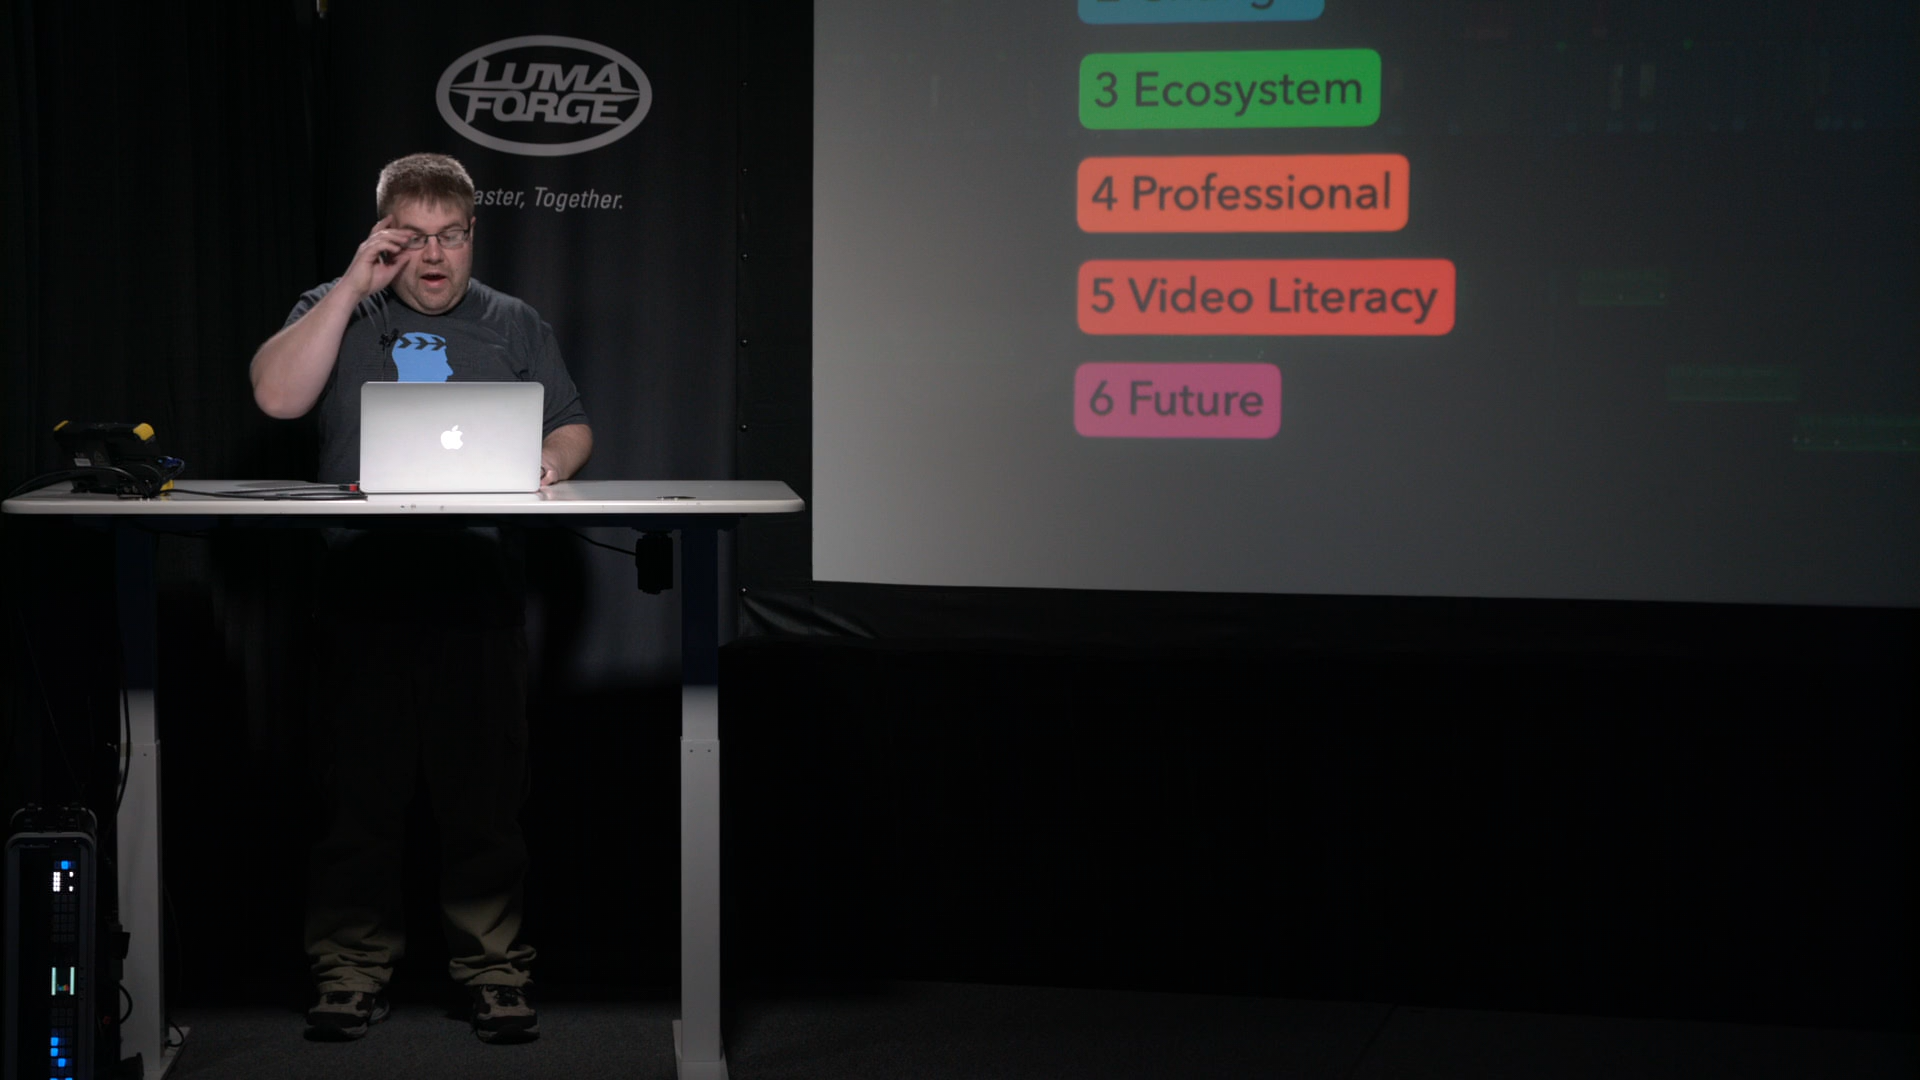 LUMA
FORGE
aster, Together.
3 Ecosystem
4 Professional
5 Video Literacy
6 Future